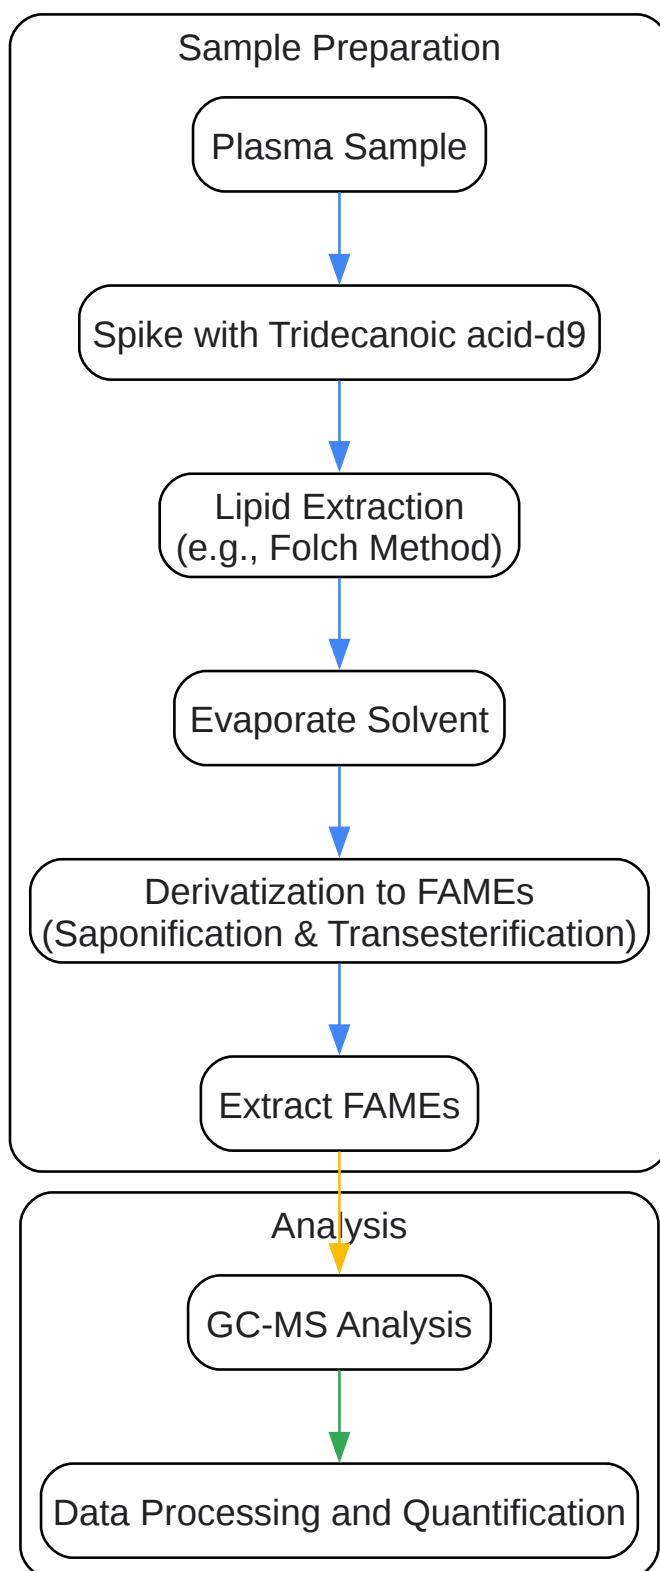 Sample Preparation
Plasma Sample
Spike with Tridecanoic acid-d9
Lipid Extraction
(e.g., Folch Method)
Evaporate Solvent
Derivatization to FAMEs
(Saponification & Transesterification)
Extract FAMEs
Analysis
GC-MS Analysis
Data Processing and Quantification